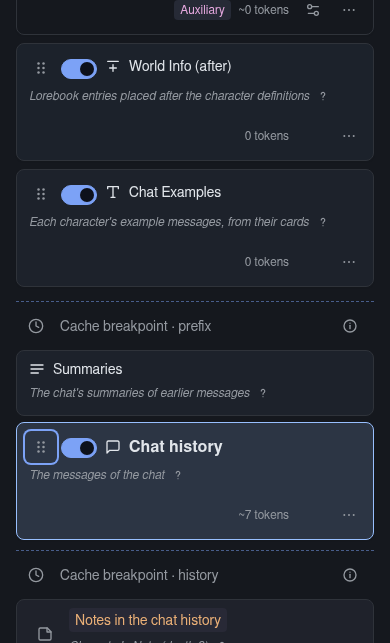 Auxiliary ~0 tokens
World Info (after)
Lorebook entries placed after the character definitions ?
0 tokens
Chat Examples
Each character's example messages, from their cards ?
0 tokens
Cache breakpoint · prefix
Summaries
The chat's summaries of earlier messages ?
Chat history
The messages of the chat ?
~7 tokens
Cache breakpoint · history
Notes in the chat history